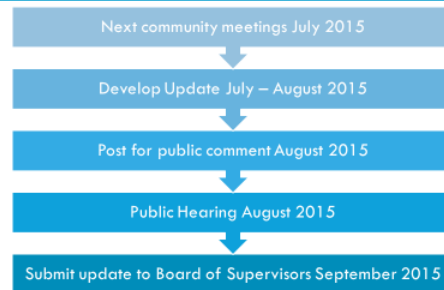 Next community meetings July 2015
Develop Update July – August 2015
Post for public comment August 2015
Public Hearing August 2015
Submit update to Board of Supervisors September 2015